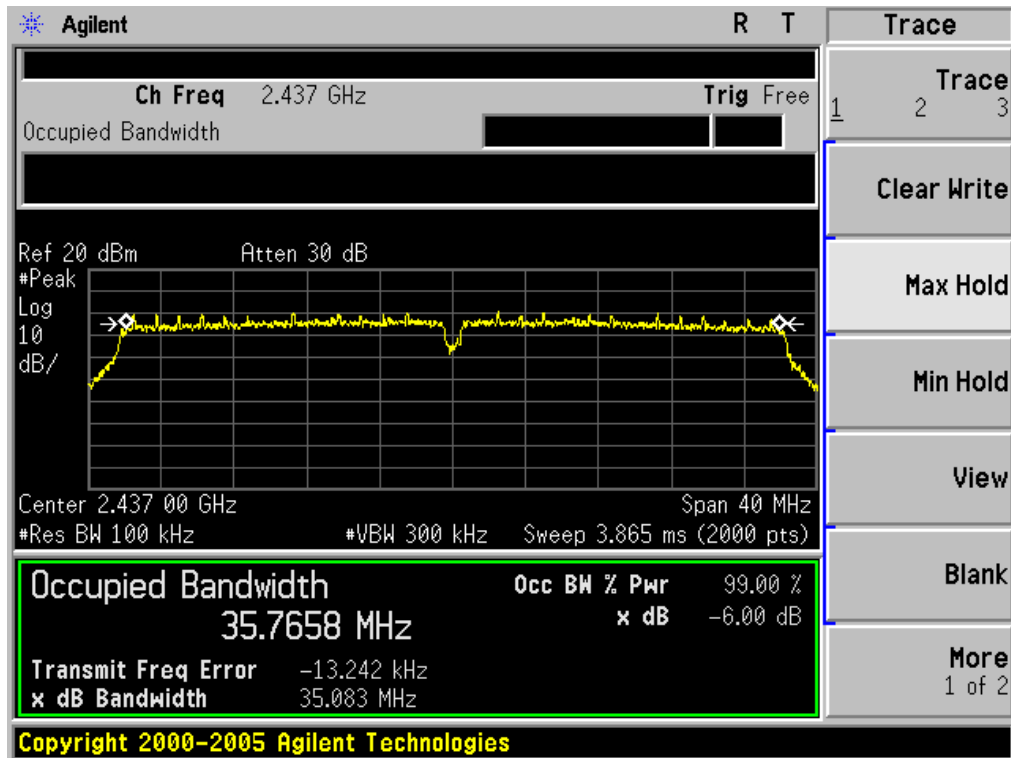 Agilent R T Trace
Ch Freq 2.437 GHz Trig Free
Occupied Bandwidth
Trace
1 2 3
Clear Write
Max Hold
Min Hold
View
Blank
More
1 of 2
Ref 20 dBm Atten 30 dB
#Peak
Log
10
dB/
Center 2.437 00 GHz Span 40 MHz
#Res BW 100 kHz #VBW 300 kHz Sweep 3.865 ms (2000 pts)
Occupied Bandwidth Occ BW % Pwr 99.00 %
35.7658 MHz x dB -6.00 dB
Transmit Freq Error -13.242 kHz
x dB Bandwidth 35.083 MHz
Copyright 2000-2005 Agilent Technologies